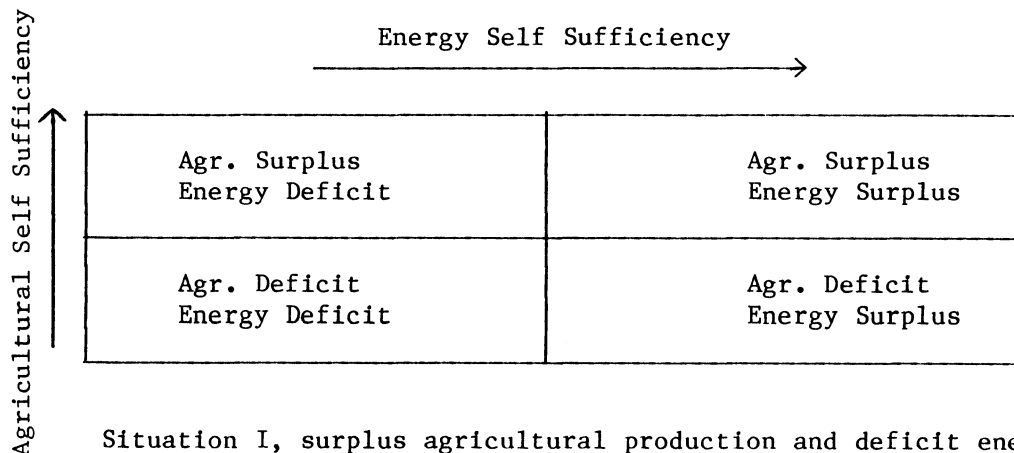 Energy Self Sufficiency
Agricultural Self Sufficiency
Agr. Surplus
Energy Deficit
Agr. Surplus
Energy Surplus
Agr. Deficit
Energy Deficit
Agr. Deficit
Energy Surplus
Situation I, surplus agricultural production and deficit ene